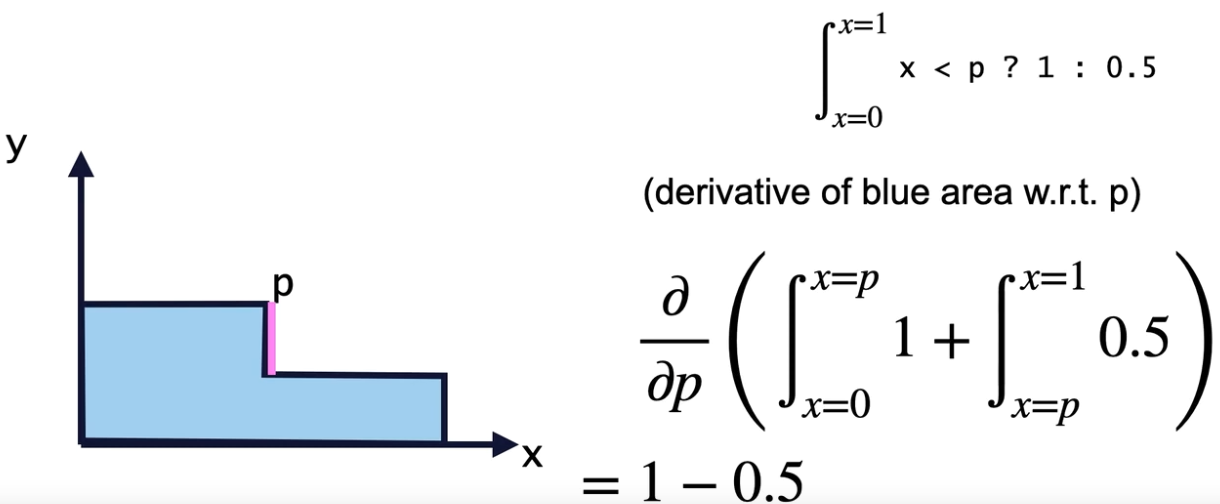 ∫_{x=0}^{x=1} x < p ? 1 : 0.5
y
(derivative of blue area w.r.t. p)
p
∂/∂p ( ∫_{x=0}^{x=p} 1 + ∫_{x=p}^{x=1} 0.5 )
x
= 1 − 0.5